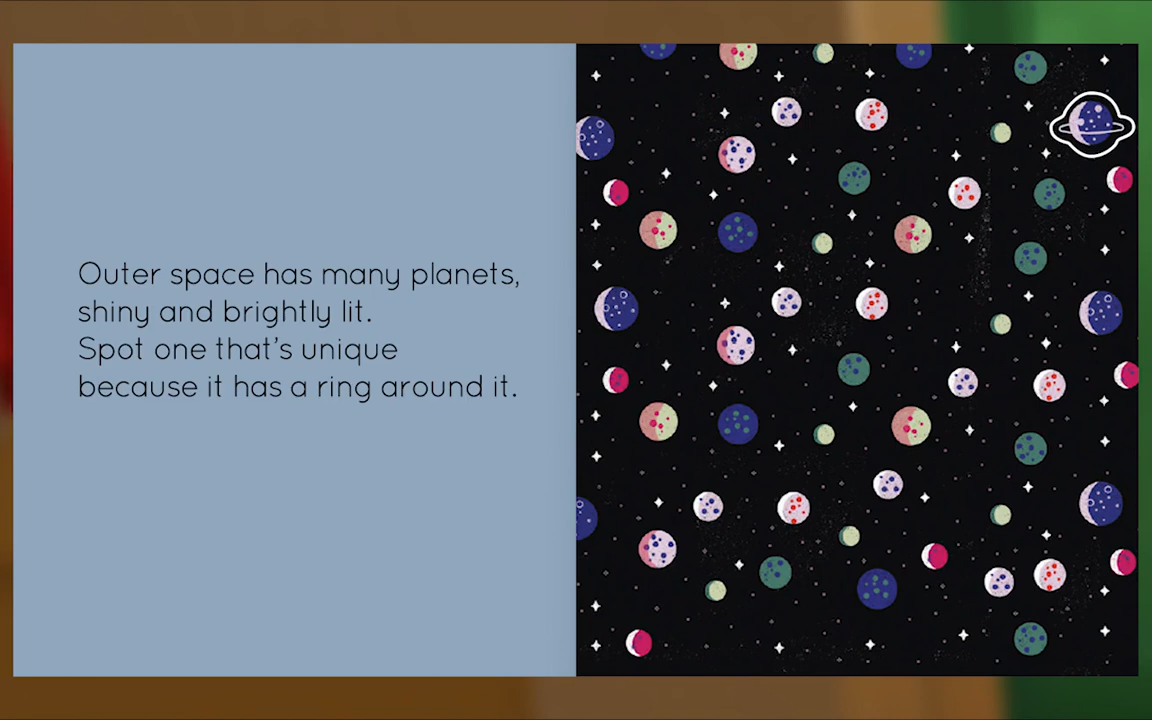 Outer space has many planets,
shiny and brightly lit.
Spot one that's unique
because it has a ring around it.